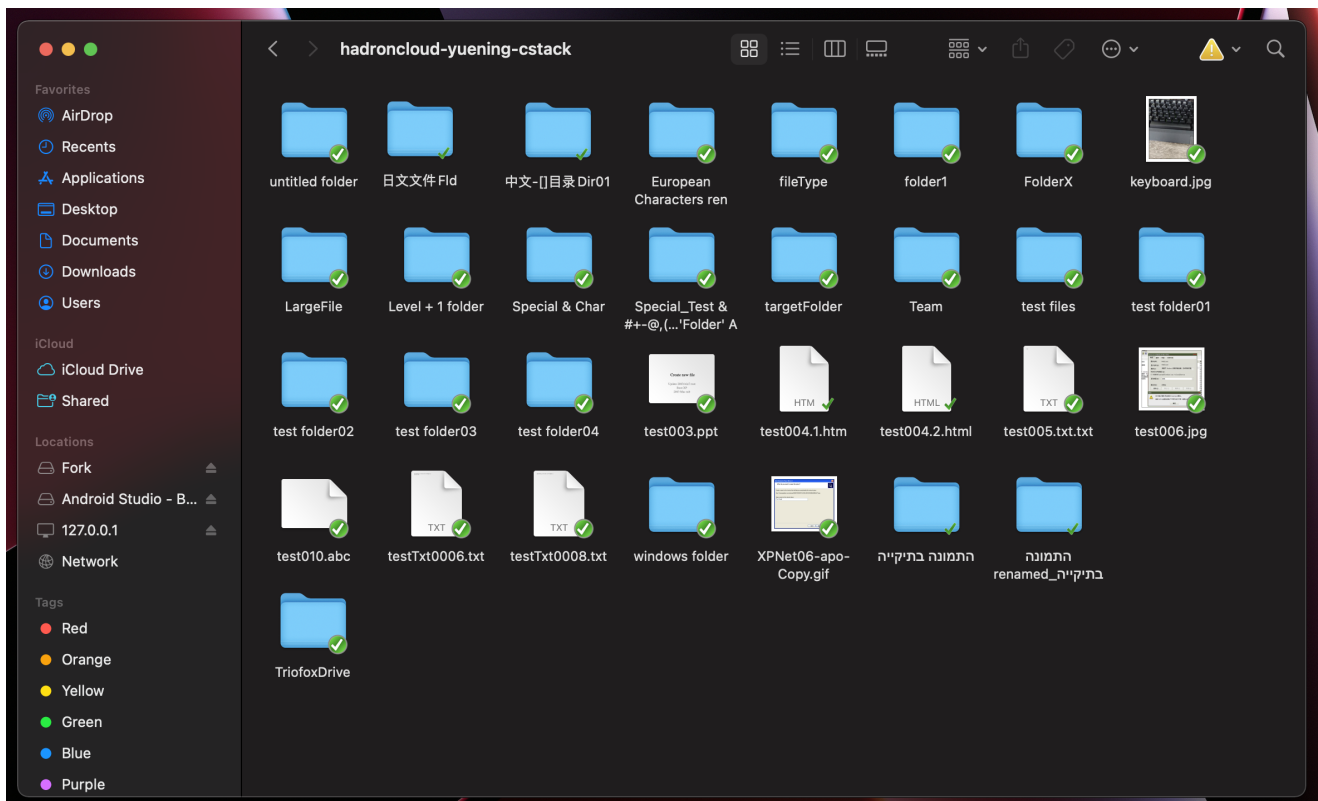 hadroncloud-yuening-cstack
Favorites
AirDrop
Recents
Applications
Desktop
Documents
Downloads
Users
iCloud
iCloud Drive
Shared
Locations
Fork
Android Studio - B...
127.0.0.1
Network
Tags
Red
Orange
Yellow
Green
Blue
Purple
untitled folder
日文文件Fld
中文-[]目录Dir01
European
Characters ren
fileType
folder1
FolderX
keyboard.jpg
LargeFile
Level + 1 folder
Special & Char
Special_Test &
#+-@,(...'Folder' A
targetFolder
Team
test files
test folder01
test folder02
test folder03
test folder04
Create new file
test003.ppt
HTM
test004.1.htm
HTML
test004.2.html
TXT
test005.txt.txt
test006.jpg
test010.abc
TXT
testTxt0006.txt
TXT
testTxt0008.txt
windows folder
XPNet06-apo-
Copy.gif
התמונה בתיקייה
התמונה
בתיקייה_renamed
TriofoxDrive